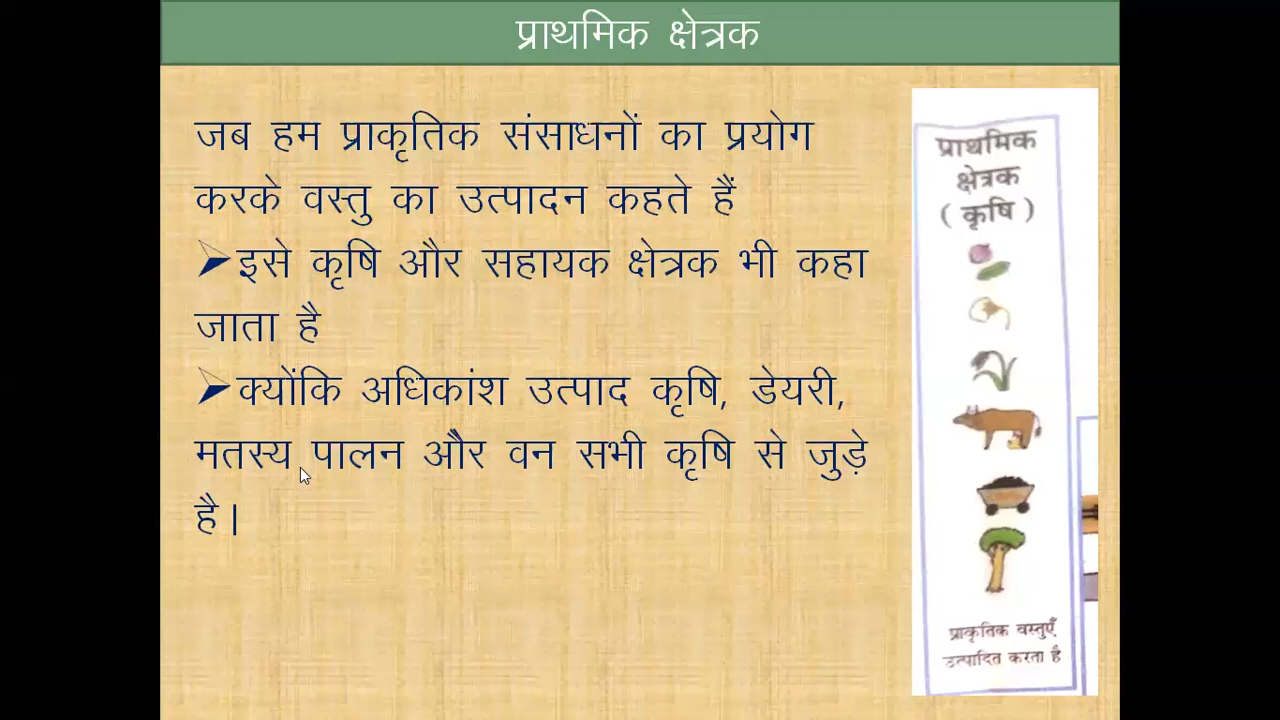 प्राथमिक क्षेत्रक
जब हम प्राकृतिक संसाधनों का प्रयोग
करके वस्तु का उत्पादन कहते हैं
➢इसे कृषि और सहायक क्षेत्रक भी कहा
जाता है
➢क्योंकि अधिकांश उत्पाद कृषि, डेयरी,
मतस्य पालन और वन सभी कृषि से जुड़े
है।
प्राथमिक
क्षेत्रक
( कृषि )
प्राकृतिक वस्तुएँ
उत्पादित करता है